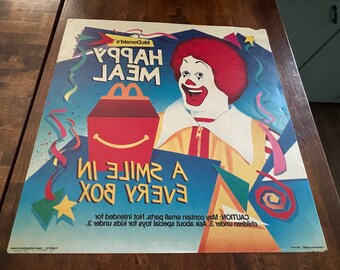 McDonald's
HAPPY
MEAL
A SMILE IN
EVERY BOX
CAUTION: May contain small parts. Not intended for
children under 3. Ask about special toys for kids under 3.